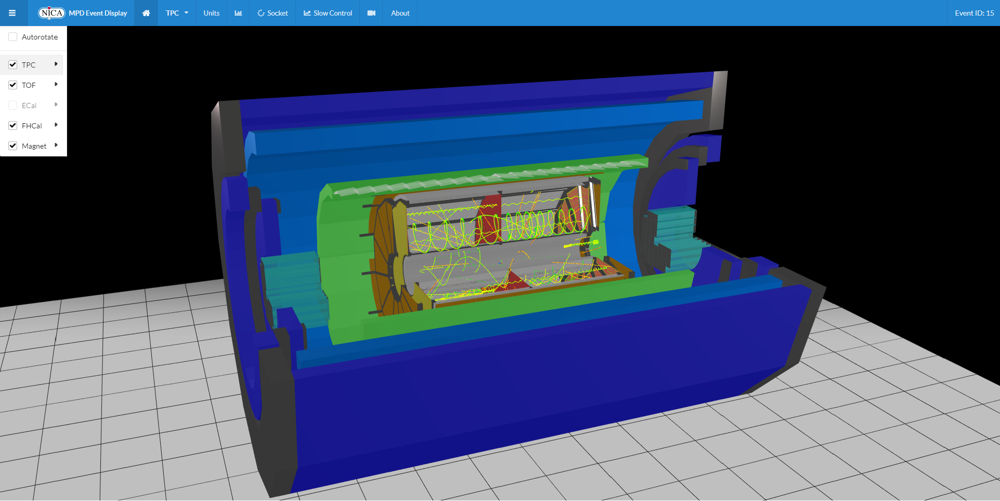 NICA MPD Event Display TPC Units Socket Slow Control About Event ID: 15
Autorotate
TPC
TOF
ECal
FHCal
Magnet